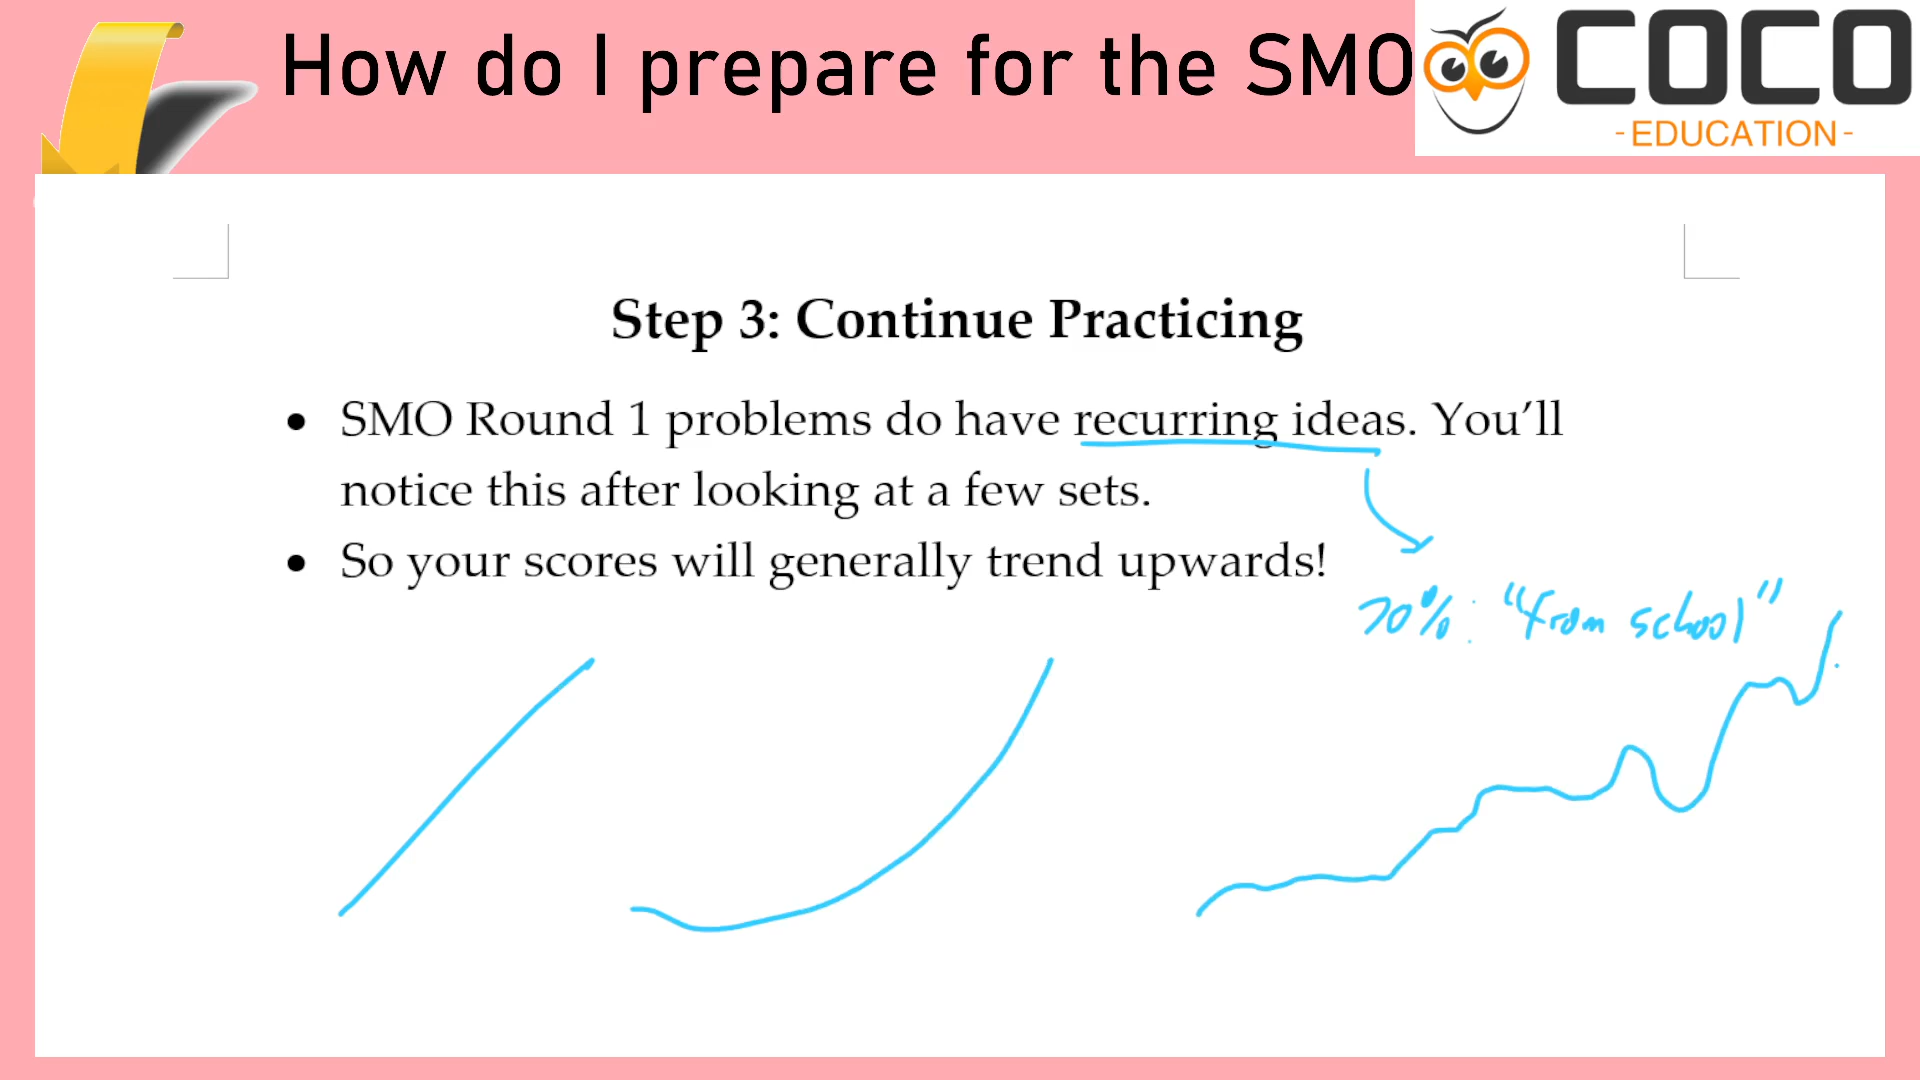 How do I prepare for the SMO
COCO
- EDUCATION -
Step 3: Continue Practicing
• SMO Round 1 problems do have recurring ideas. You’ll
notice this after looking at a few sets.
• So your scores will generally trend upwards!
70%: "from school"